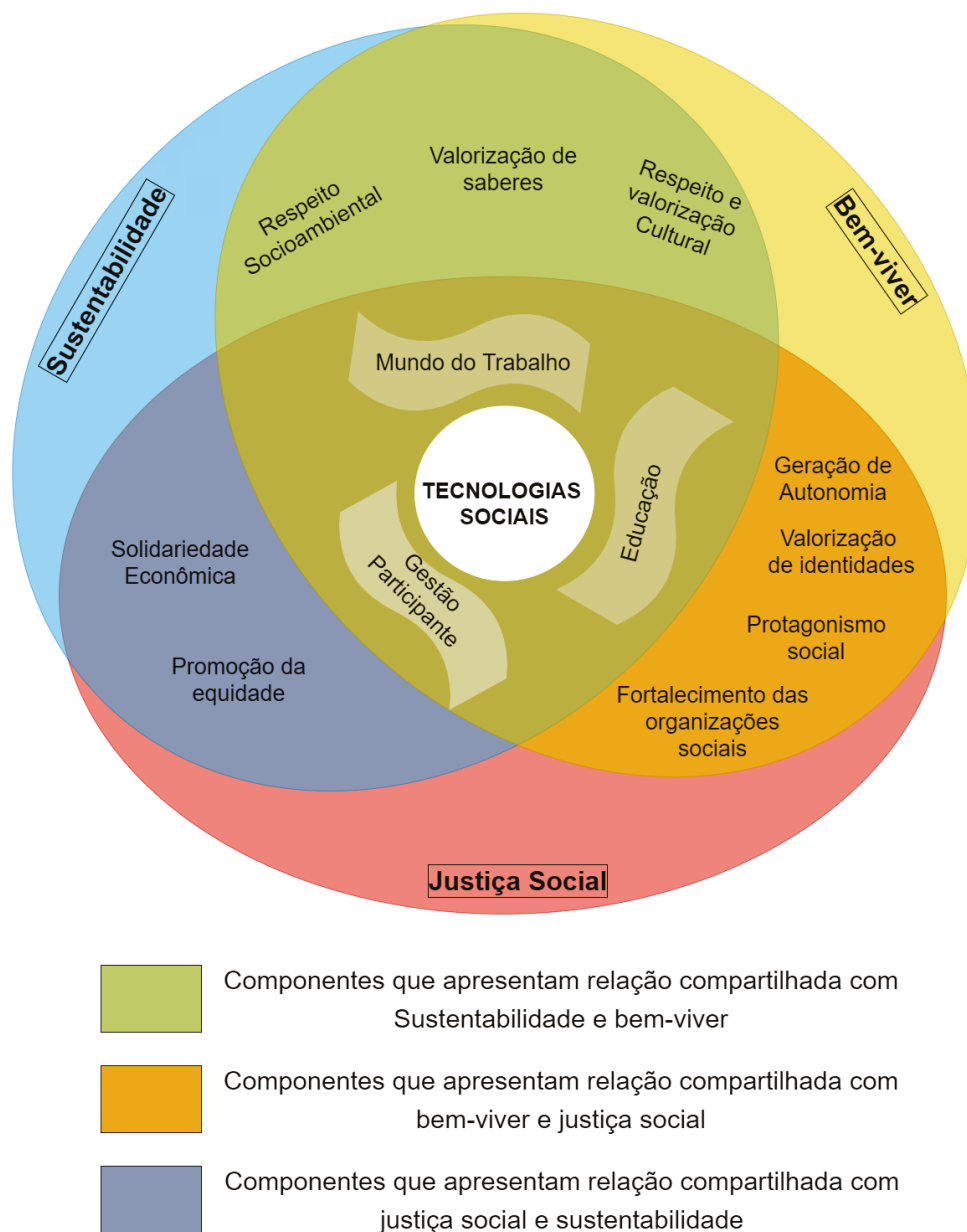 Valorização de
saberes
Respeito
Socioambiental
Respeito e
valorização
Cultural
Sustentabilidade
Bem-viver
Mundo do Trabalho
TECNOLOGIAS
SOCIAIS
Educação
Gestão
Participante
Geração de
Autonomia
Valorização
de identidades
Protagonismo
social
Fortalecimento das
organizações
sociais
Solidariedade
Econômica
Promoção da
equidade
Justiça Social
Componentes que apresentam relação compartilhada com
Sustentabilidade e bem-viver
Componentes que apresentam relação compartilhada com
bem-viver e justiça social
Componentes que apresentam relação compartilhada com
justiça social e sustentabilidade